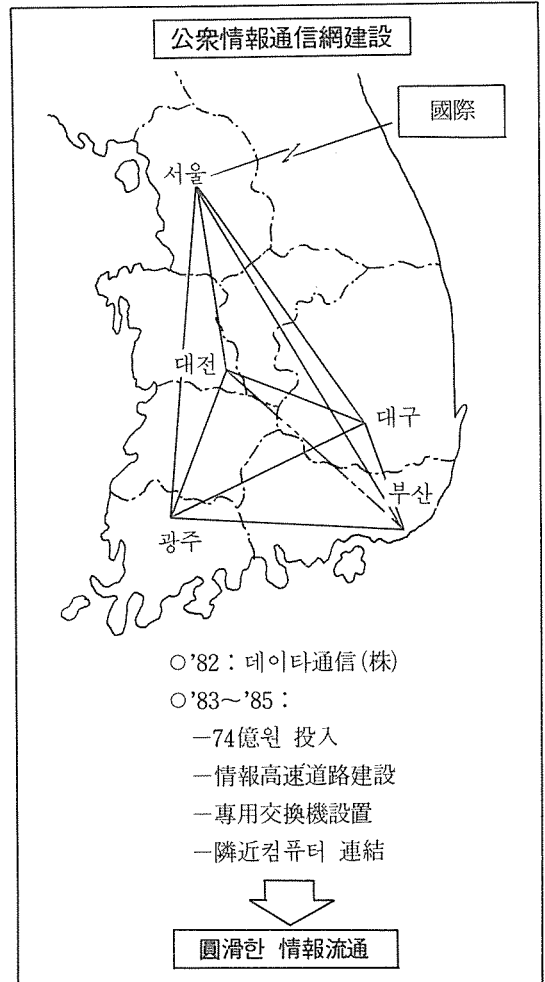 公衆情報通信網建設
國際
서울
대전
대구
부산
광주
○'82 : 데이타通信(株)
○'83~'85 :
－74億원 投入
－情報高速道路建設
－專用交換機設置
－隣近컴퓨터 連結
圓滑한 情報流通